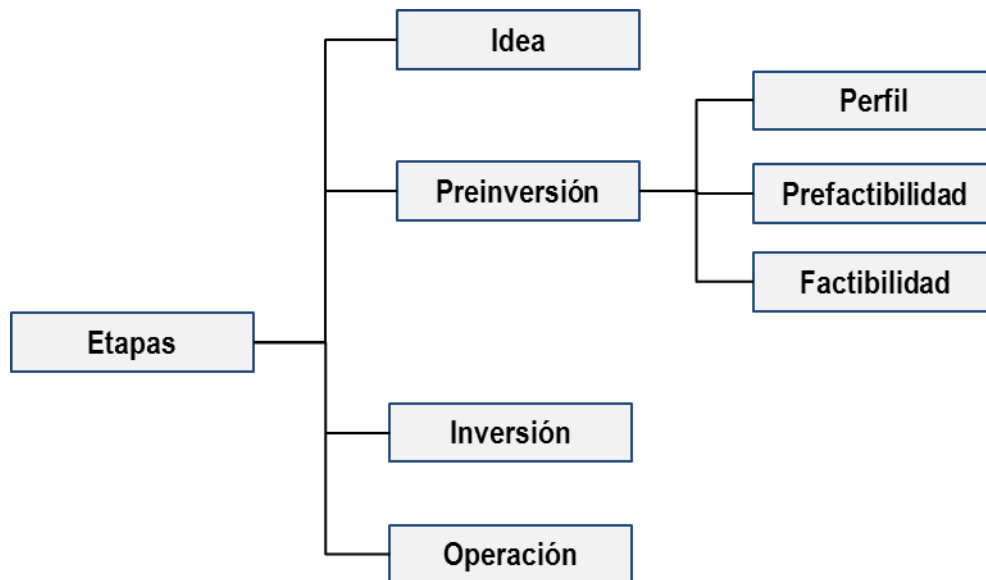 Idea
Perfil
Preinversión
Prefactibilidad
Factibilidad
Etapas
Inversión
Operación